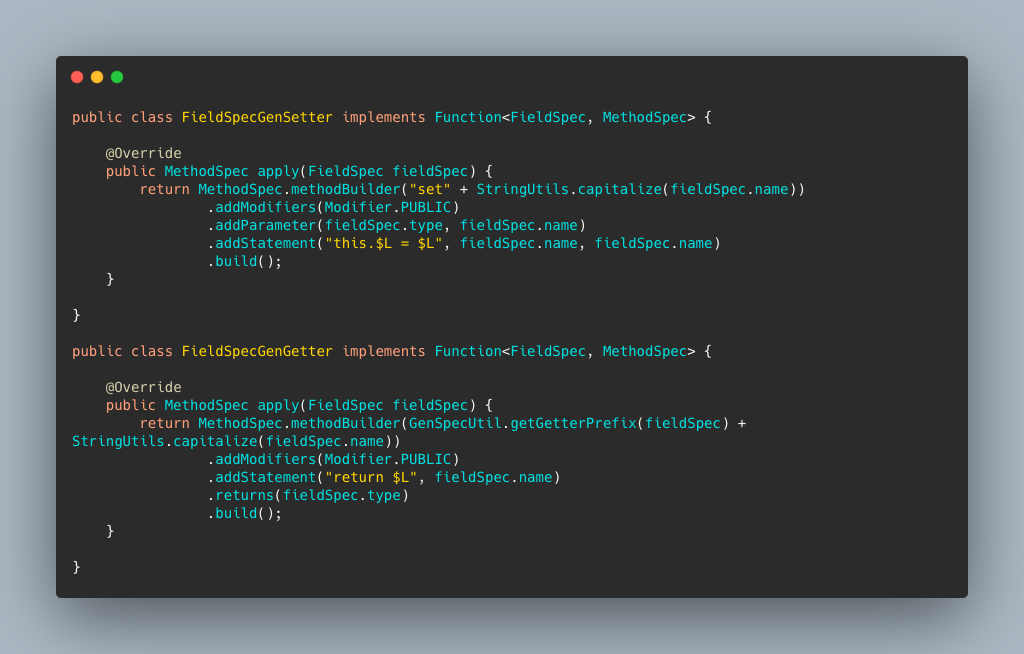 public class FieldSpecGenSetter implements Function<FieldSpec, MethodSpec> {

    @Override
    public MethodSpec apply(FieldSpec fieldSpec) {
        return MethodSpec.methodBuilder("set" + StringUtils.capitalize(fieldSpec.name))
                .addModifiers(Modifier.PUBLIC)
                .addParameter(fieldSpec.type, fieldSpec.name)
                .addStatement("this.$L = $L", fieldSpec.name, fieldSpec.name)
                .build();
    }

}

public class FieldSpecGenGetter implements Function<FieldSpec, MethodSpec> {

    @Override
    public MethodSpec apply(FieldSpec fieldSpec) {
        return MethodSpec.methodBuilder(GenSpecUtil.getGetterPrefix(fieldSpec) +
StringUtils.capitalize(fieldSpec.name))
                .addModifiers(Modifier.PUBLIC)
                .addStatement("return $L", fieldSpec.name)
                .returns(fieldSpec.type)
                .build();
    }

}